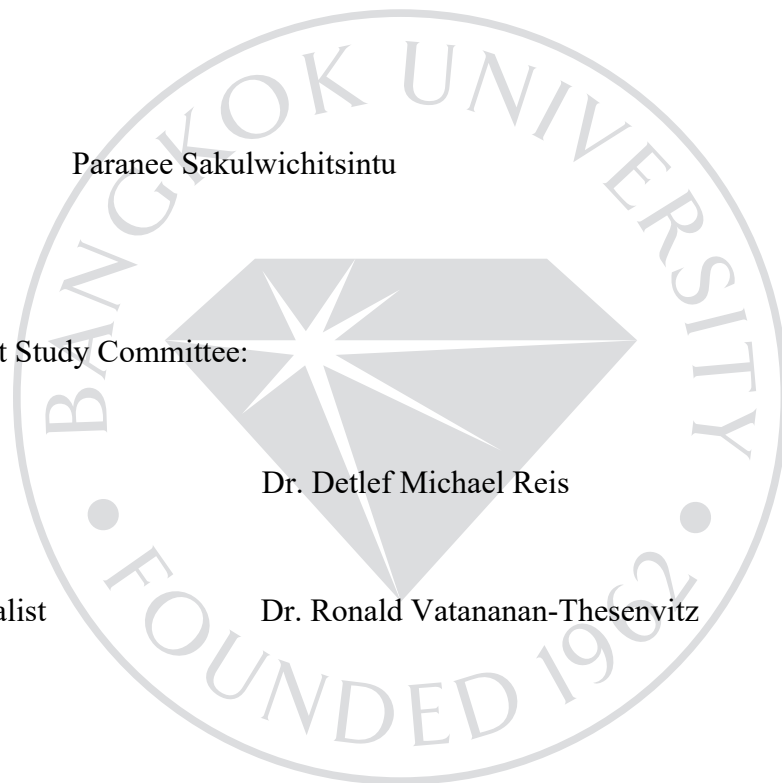 BANGKOK UNIVERSITY
Paranee Sakulwichitsintu
t Study Committee:
Dr. Detlef Michael Reis
alist Dr. Ronald Vatananan-Thesenvitz
• FOUNDED 1962 •